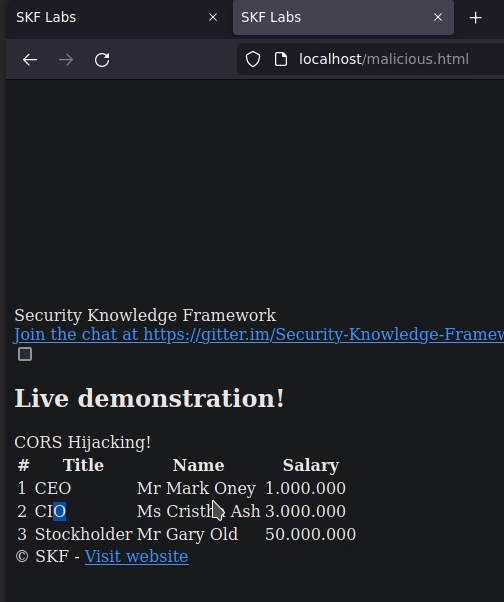 SKF Labs SKF Labs
localhost/malicious.html
Security Knowledge Framework
Join the chat at https://gitter.im/Security-Knowledge-Framew
Live demonstration!
CORS Hijacking!
# Title Name Salary
1 CEO Mr Mark Oney 1.000.000
2 CIO Ms Ash 3.000.000
3 Stockholder Mr Gary Old 50.000.000
© SKF - Visit website